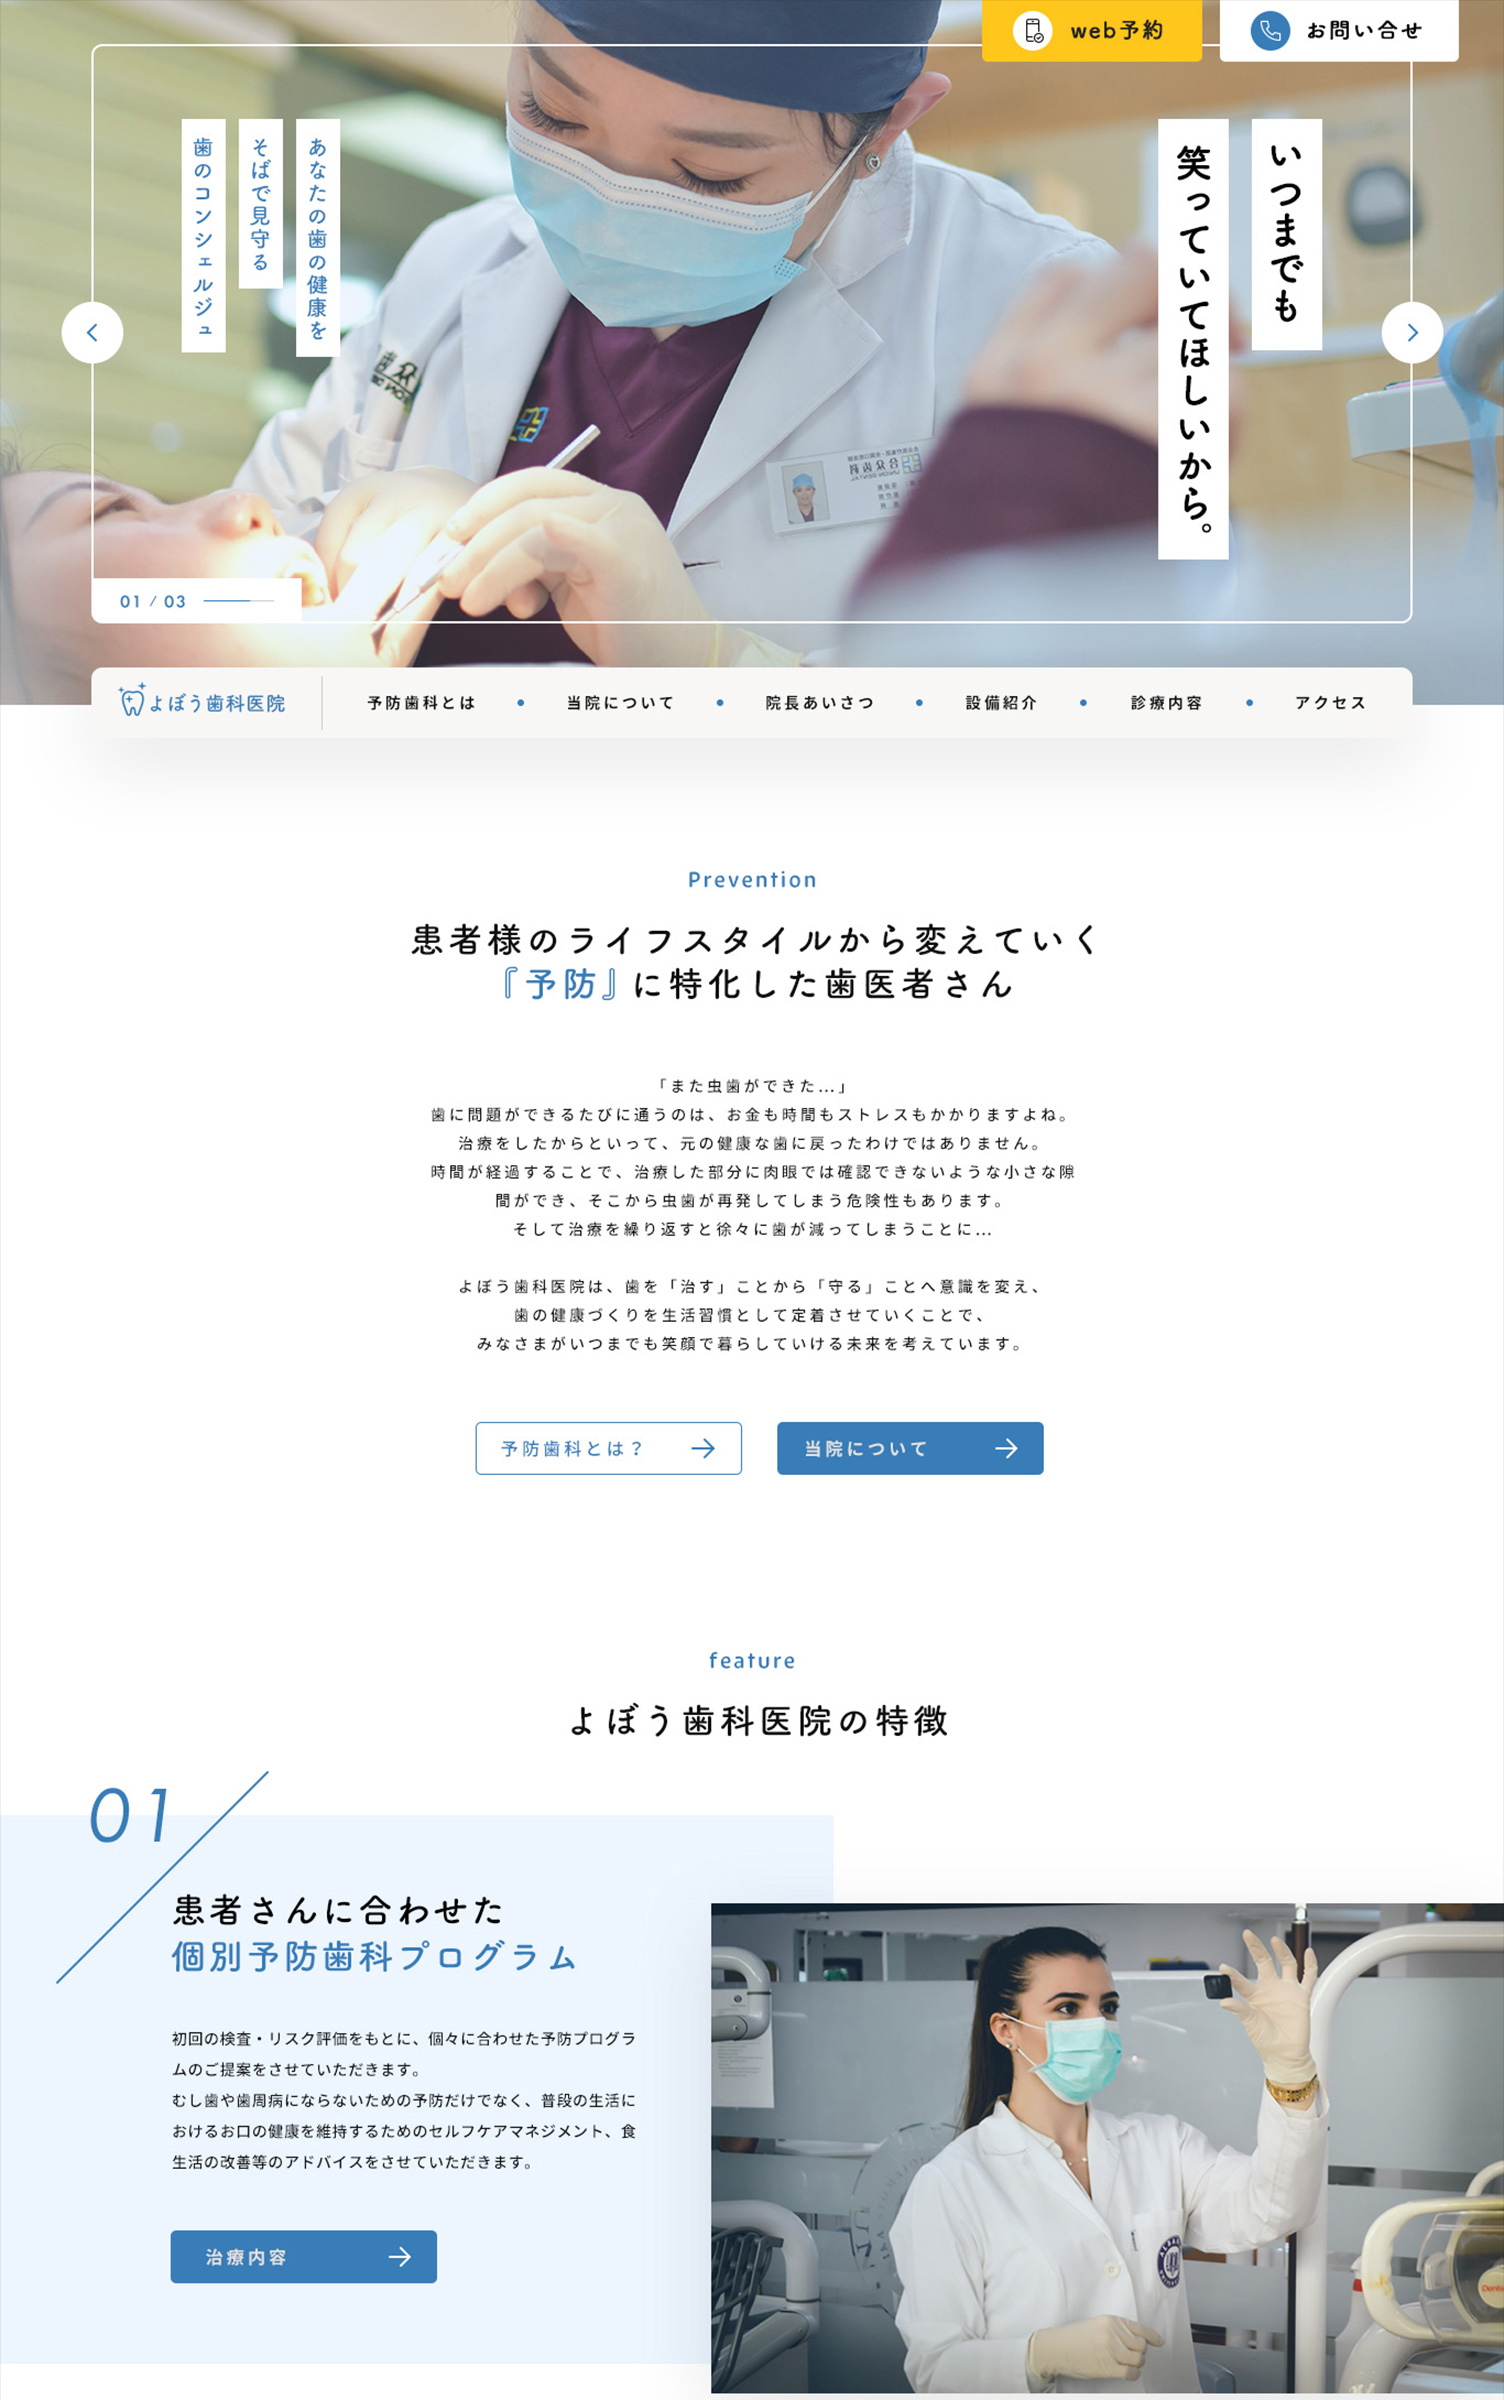 web予約
お問い合せ
いつまでも
笑っていてほしいから。
あなたの歯の健康を
そばで見守る
歯のコンシェルジュ
01 / 03
よぼう歯科医院
予防歯科とは
当院について
院長あいさつ
設備紹介
診療内容
アクセス
Prevention
患者様のライフスタイルから変えていく
『予防』に特化した歯医者さん
「また虫歯ができた...」
歯に問題ができるたびに通うのは、お金も時間もストレスもかかりますよね。
治療をしたからといって、元の健康な歯に戻ったわけではありません。
時間が経過することで、治療した部分に肉眼では確認できないような小さな隙
間ができ、そこから虫歯が再発してしまう危険性もあります。
そして治療を繰り返すと徐々に歯が減ってしまうことに...
よぼう歯科医院は、歯を「治す」ことから「守る」ことへ意識を変え、
歯の健康づくりを生活習慣として定着させていくことで、
みなさまがいつまでも笑顔で暮らしていける未来を考えています。
予防歯科とは？
当院について
feature
よぼう歯科医院の特徴
01
患者さんに合わせた
個別予防歯科プログラム
初回の検査・リスク評価をもとに、個々に合わせた予防プログラ
ムのご提案をさせていただきます。
むし歯や歯周病にならないための予防だけでなく、普段の生活に
おけるお口の健康を維持するためのセルフケアマネジメント、食
生活の改善等のアドバイスをさせていただきます。
治療内容